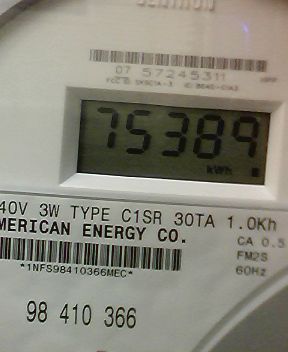 CENTRON
07 57245311
75389
kWh
40V 3W TYPE C1SR 30TA 1.0Kh
MERICAN ENERGY CO.
CA 0.5
FM2S
60Hz
*1NFS98410366MEC*
98 410 366